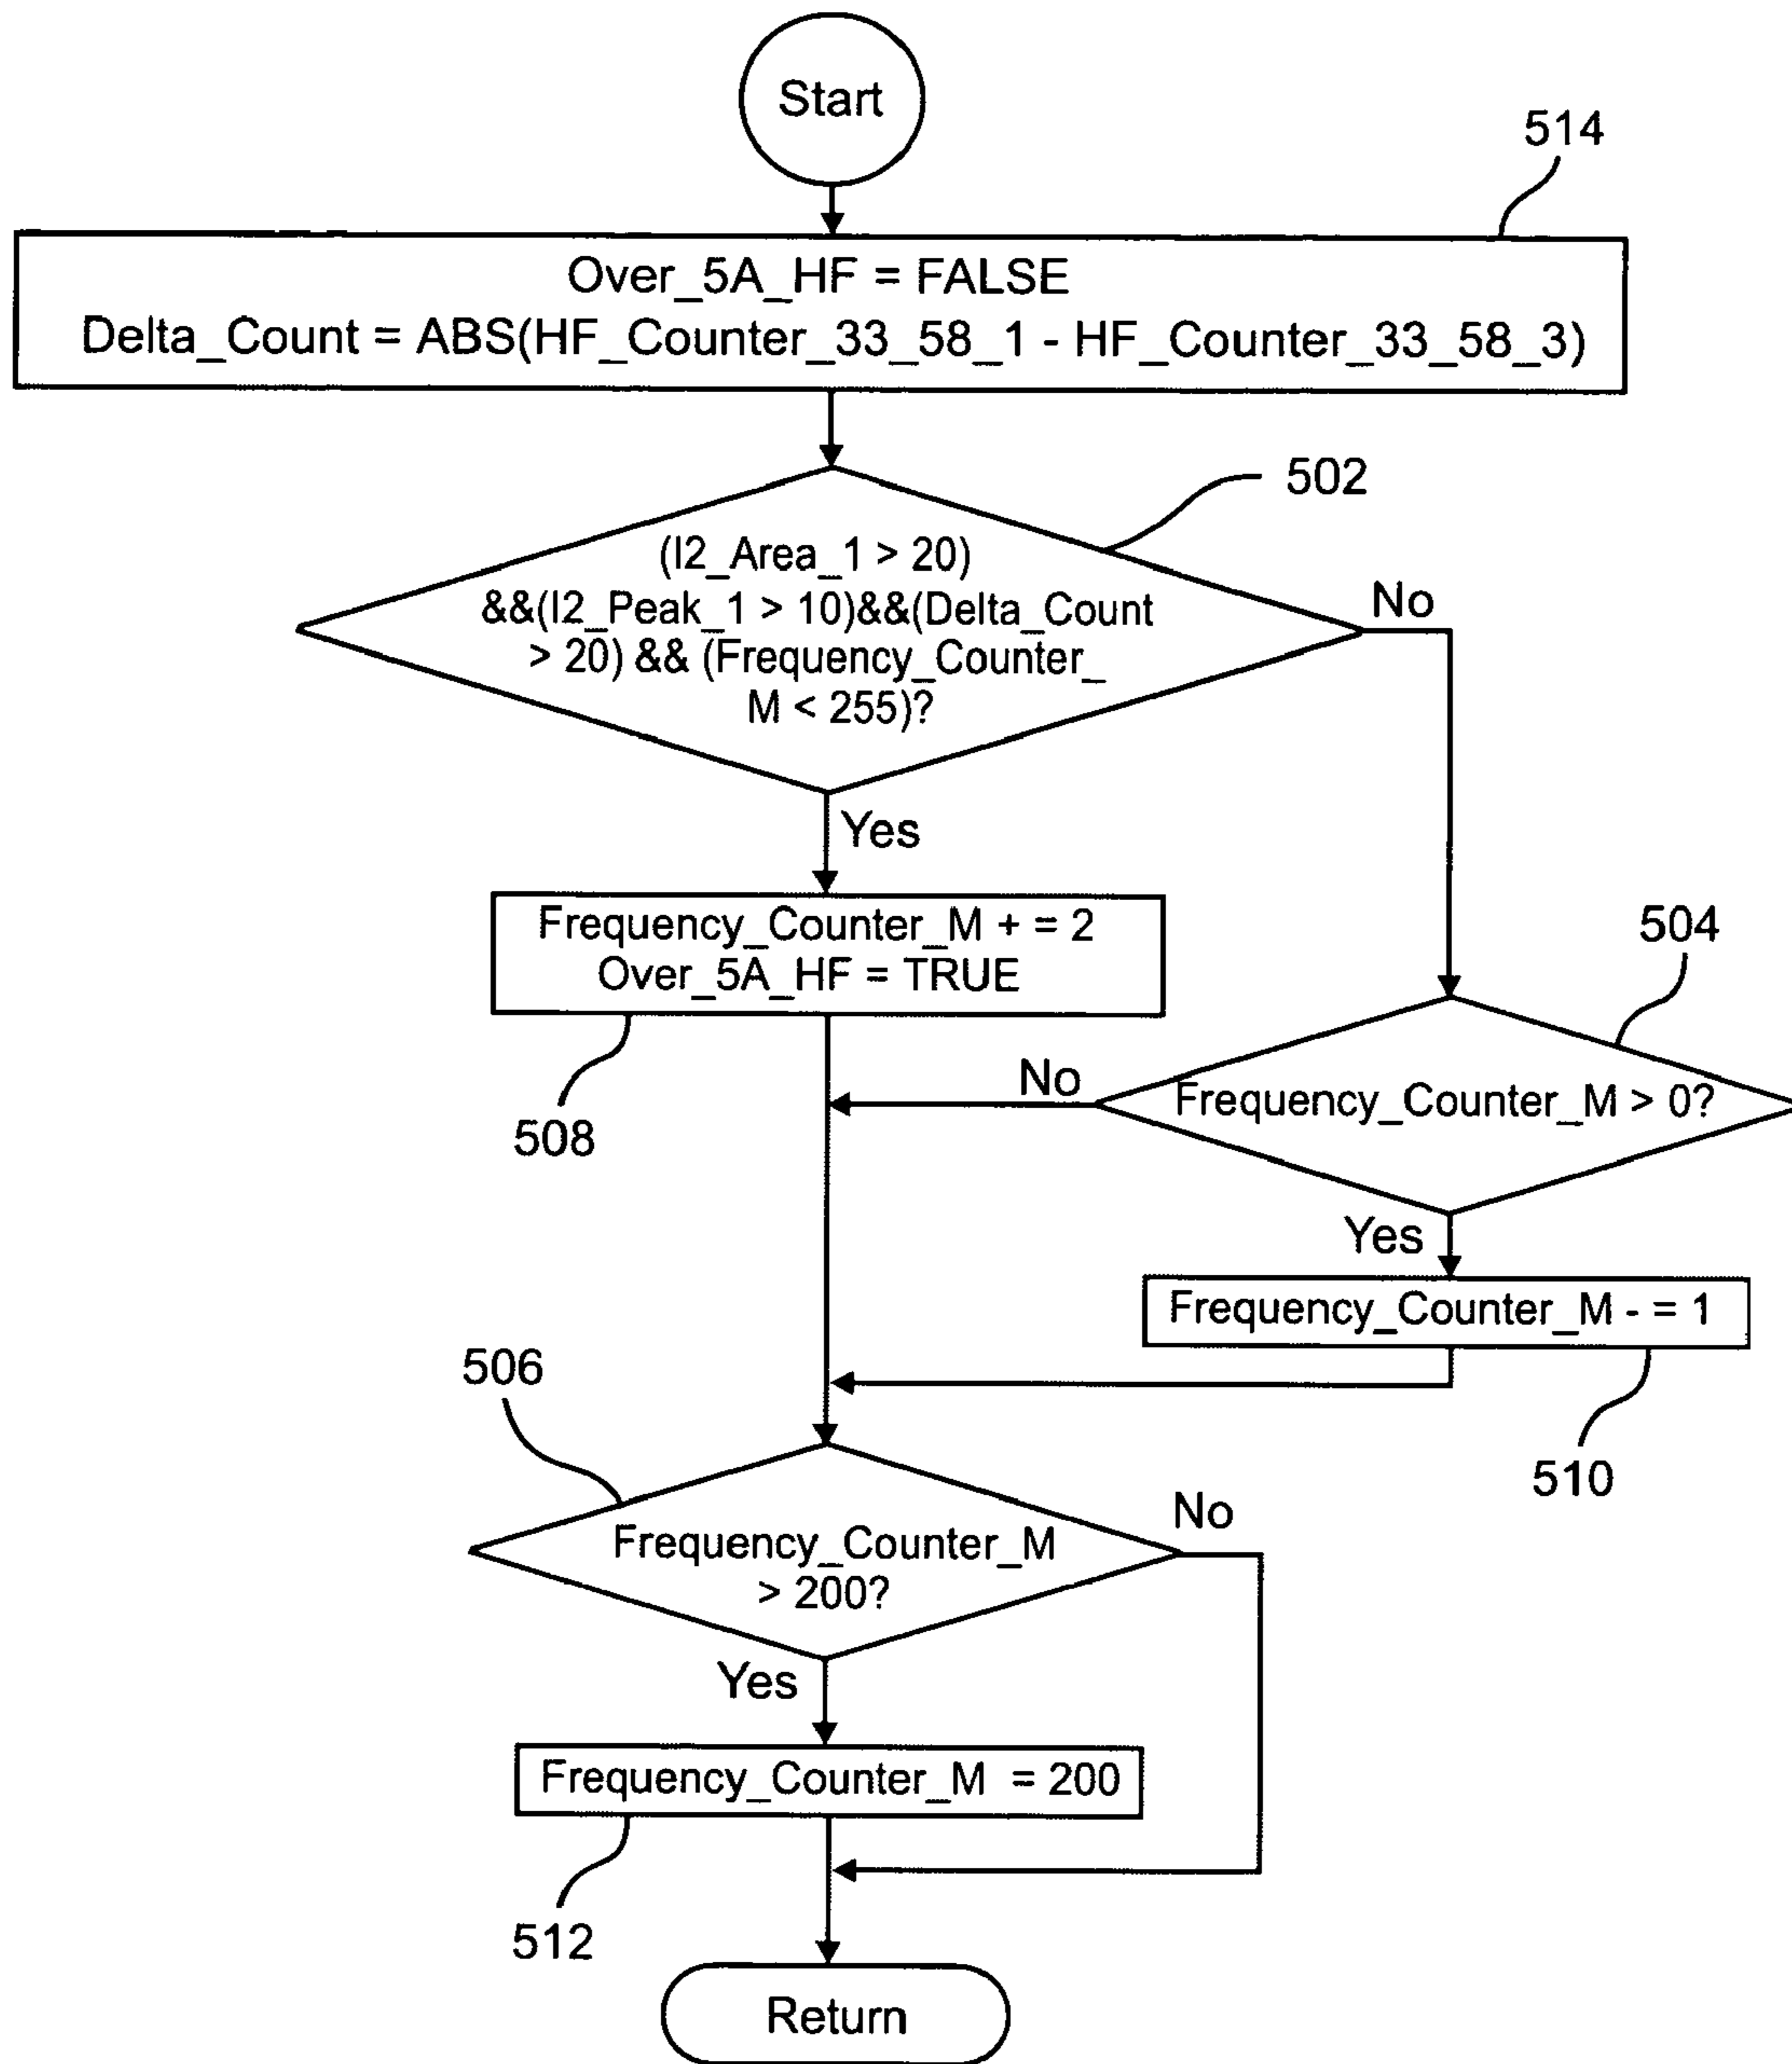 Start
514
Over_5A_HF = FALSE
Delta_Count = ABS(HF_Counter_33_58_1 - HF_Counter_33_58_3)
502
(I2_Area_1 > 20)
&&(I2_Peak_1 > 10)&&(Delta_Count
> 20) && (Frequency_Counter_
M < 255)?
No
Yes
Frequency_Counter_M + = 2
Over_5A_HF = TRUE
508
504
No
Frequency_Counter_M > 0?
Yes
Frequency_Counter_M - = 1
510
506
Frequency_Counter_M
> 200?
No
Yes
Frequency_Counter_M = 200
512
Return